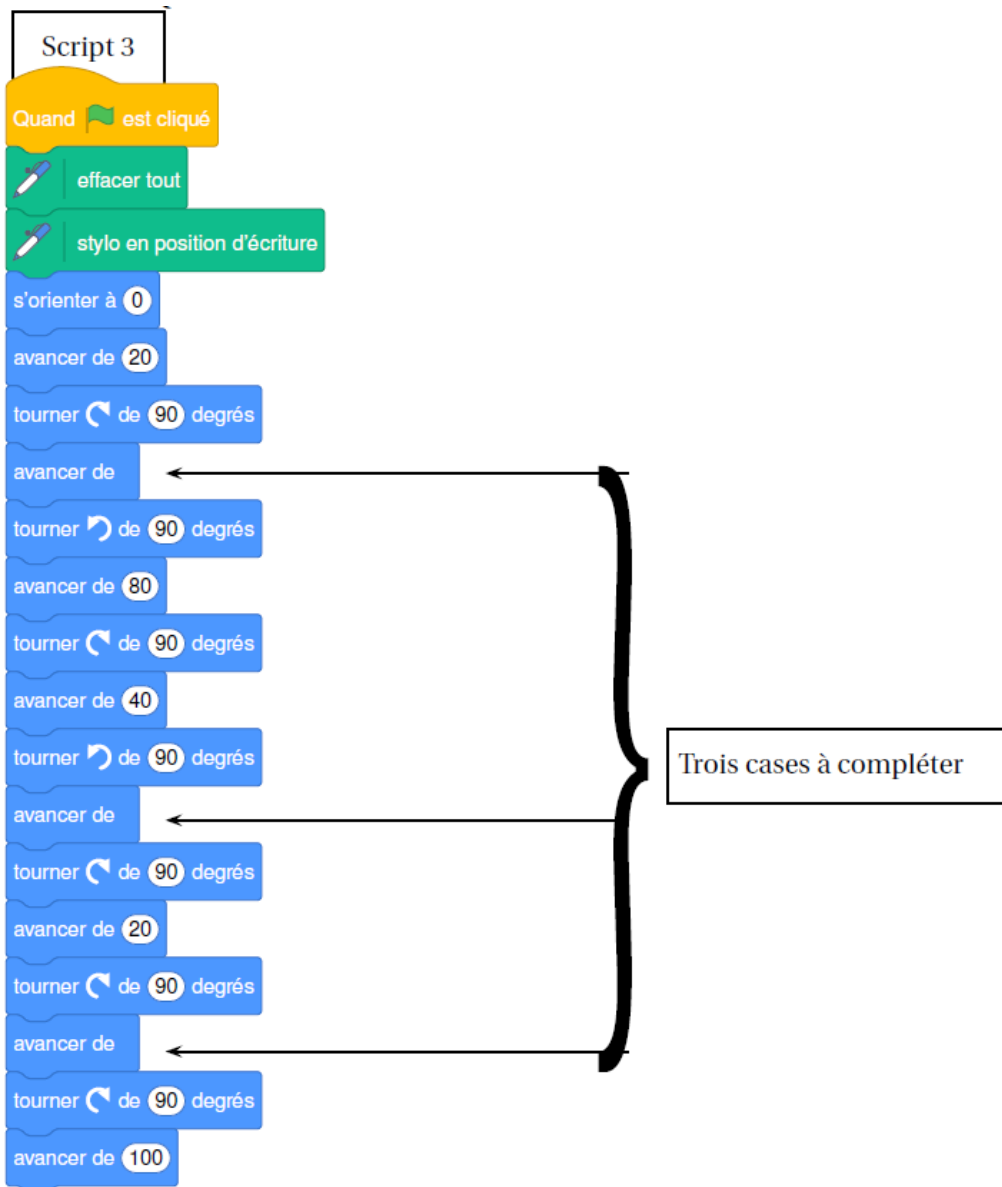 Script 3
Quand est cliqué
effacer tout
stylo en position d'écriture
s'orienter à 0
avancer de 20
tourner de 90 degrés
avancer de
tourner de 90 degrés
avancer de 80
tourner de 90 degrés
avancer de 40
tourner de 90 degrés
Trois cases à compléter
avancer de
tourner de 90 degrés
avancer de 20
tourner de 90 degrés
avancer de
tourner de 90 degrés
avancer de 100